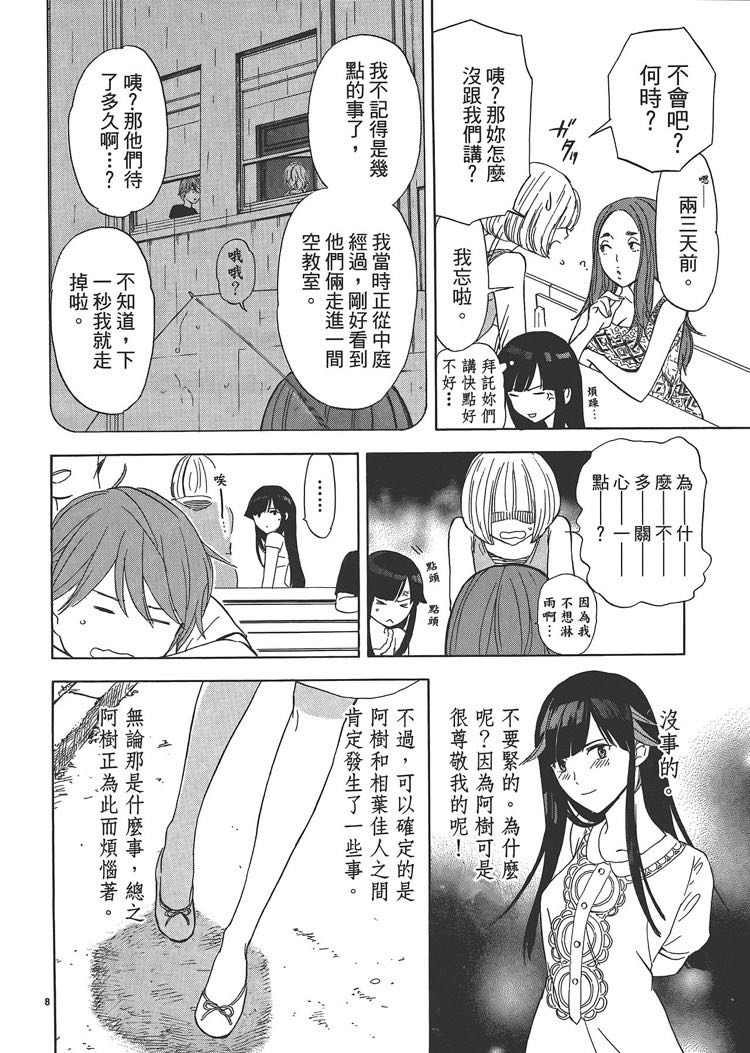 不會吧？
何時？
嗯──
兩三天前。
咦？那妳怎麼
沒跟我們講？
ガタッ
我忘啦。
煩躁…
拜託妳們
講快點好
不好…
我不記得是幾
點的事了，
我當時正從中庭
經過，剛好看到
他們倆走進一間
空教室。
咦？那他們待
了多久啊…？
哦
哦？
不知道，下
一秒我就走
掉啦。
為什
麼不
多關
心一
點？
因為我
不想淋
雨啊…
點頭
點頭
……
唉
沒事的。
不要緊的。為什麼
呢？因為阿樹可是
很尊敬我的呢！
不過，可以確定的是
阿樹和相葉佳人之間
肯定發生了一些事。
無論那是什麼事，總之
阿樹正為此而煩惱著。
8